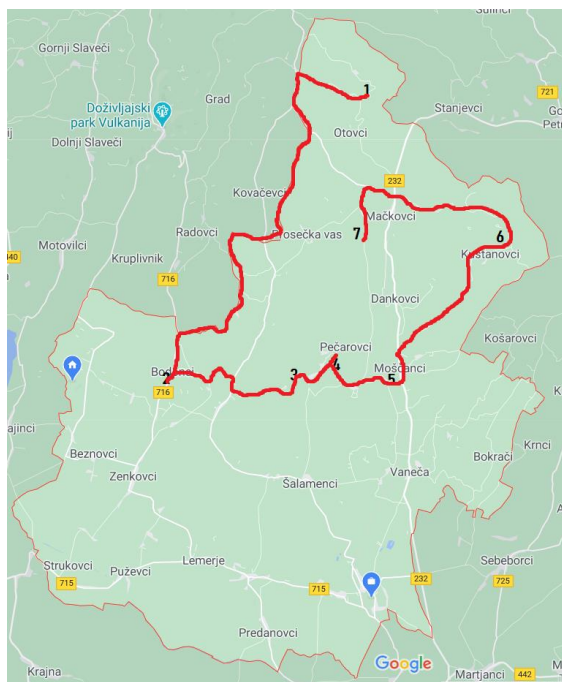 Sulinci
Gornji Slaveči
721
Grad
1
Doživljajski
park Vulkanija
Stanjevci
Dolnji Slaveči
Otovci
232
Kovačevci
Mačkovci
Radovci
Prosečka vas
7
6
Motovilci
Kruplivnik
Kuštanovci
716
Dankovci
Košarovci
Pečarovci
Bodonci
2
3
4
Moščanci
5
716
Beznovci
Krnci
Bokrači
Zenkovci
Vaneča
Šalamenci
Strukovci
Lemerje
Sebeborci
715
Puževci
715
232
725
Predanovci
Google
Krajna
Martjanci
442